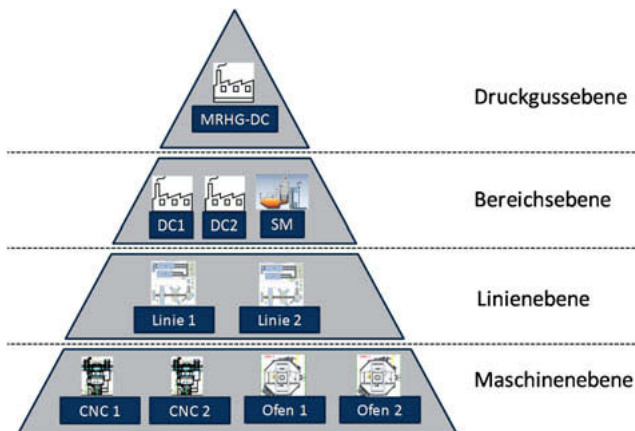 MRHG-DC
Druckgussebene
DC1 DC2 SM
Bereichsebene
Linie 1 Linie 2
Linienebene
CNC 1 CNC 2 Ofen 1 Ofen 2
Maschinenebene